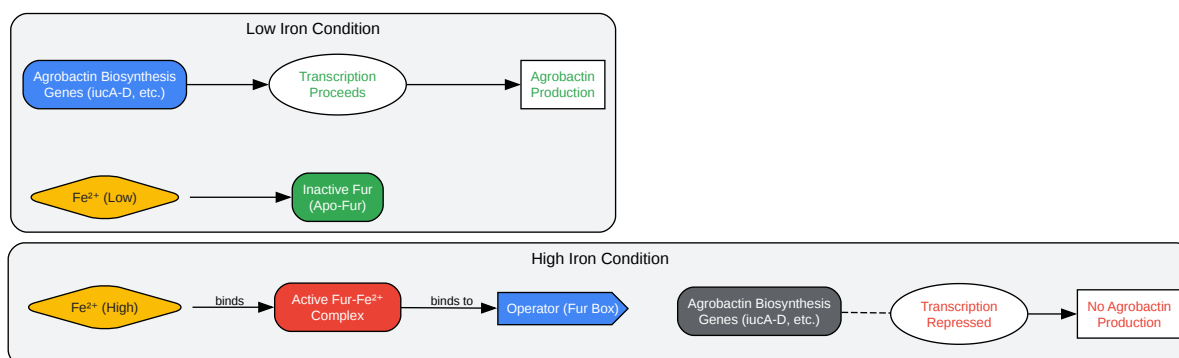 Low Iron Condition
Agrobactin Biosynthesis
Genes (iucA-D, etc.)
Transcription
Proceeds
Agrobactin
Production
Fe²⁺ (Low)
Inactive Fur
(Apo-Fur)
High Iron Condition
Fe²⁺ (High)
binds
Active Fur-Fe²⁺
Complex
binds to
Operator (Fur Box)
Agrobactin Biosynthesis
Genes (iucA-D, etc.)
Transcription
Repressed
No Agrobactin
Production